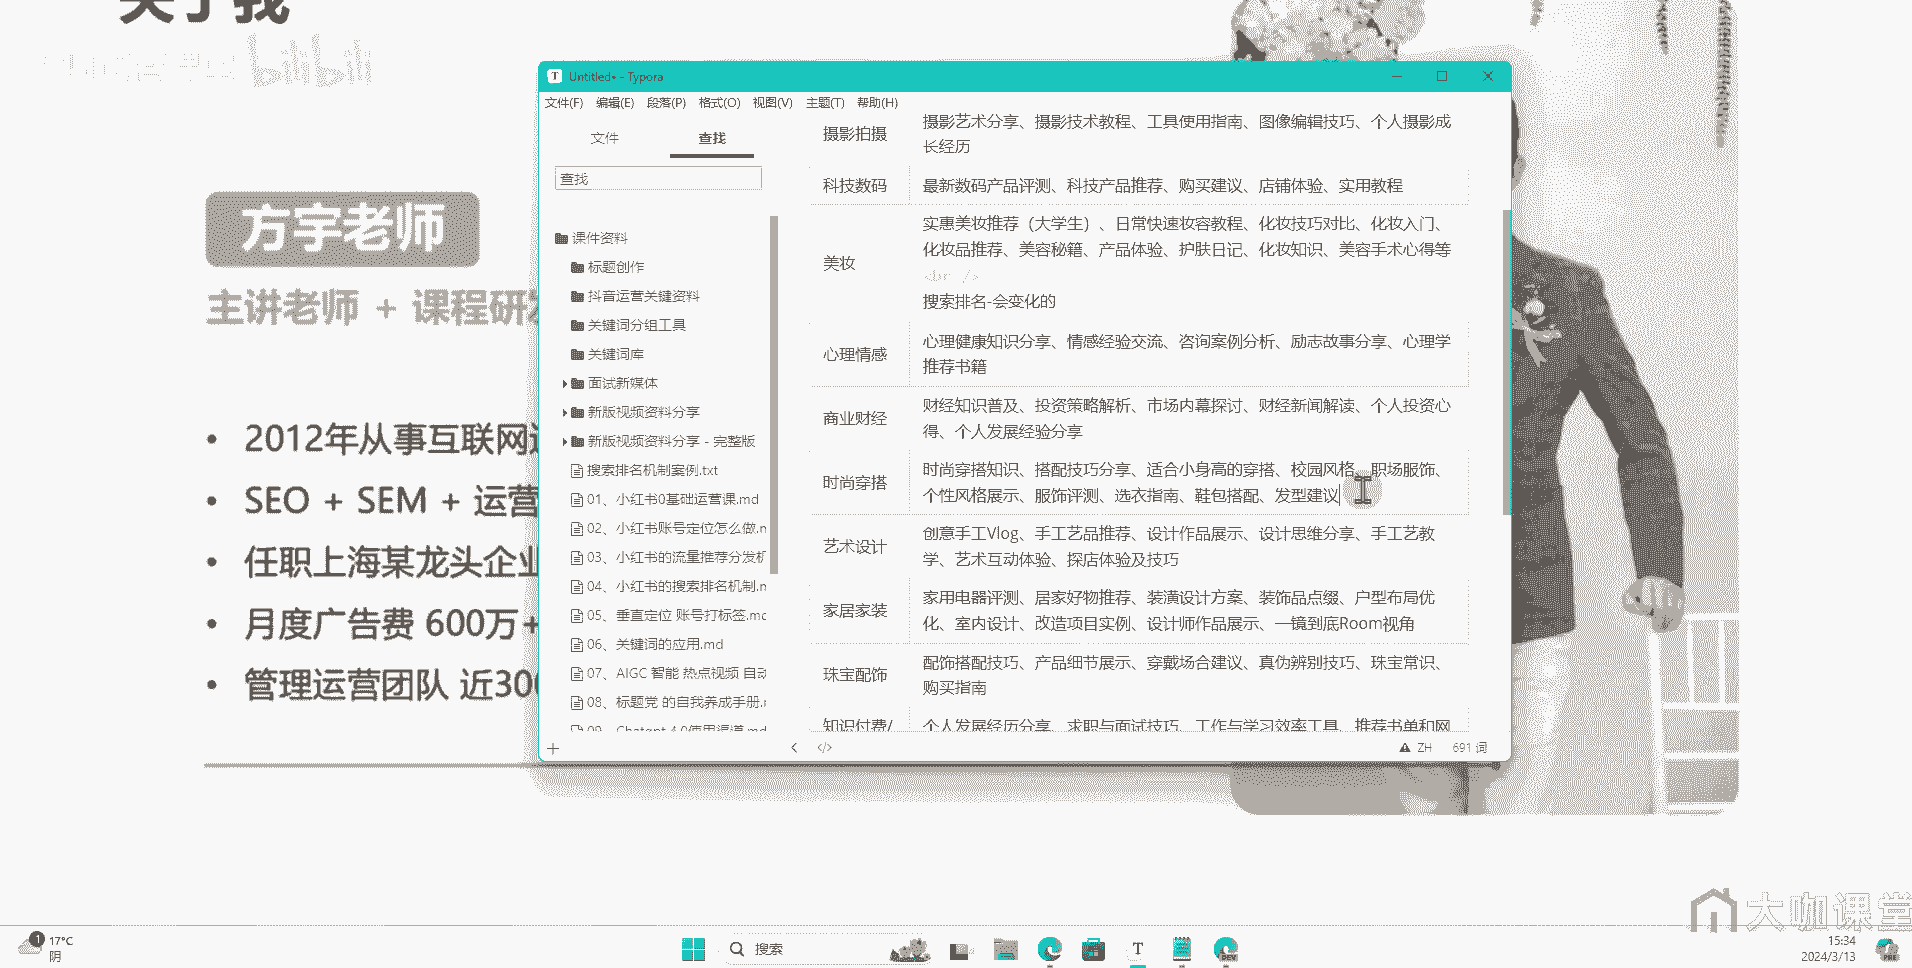 关于我
bilibili
方宇老师
主讲老师 + 课程研发
2012年从事互联网运
SEO + SEM + 运营
任职上海某龙头企业
月度广告费 600万+
管理运营团队 近300
Untitled• - Typora
文件(F) 编辑(E) 段落(P) 格式(O) 视图(V) 主题(T) 帮助(H)
文件 查找
查找
课件资料
标题创作
抖音运营关键资料
关键词分组工具
关键词库
面试新媒体
新版视频资料分享
新版视频资料分享 - 完整版
搜索排名机制案例.txt
01、小红书0基础运营课.md
02、小红书账号定位怎么做.m
03、小红书的流量推荐分发机
04、小红书的搜索排名机制.m
05、垂直定位 账号打标签.mc
06、关键词的应用.md
07、AIGC 智能 热点视频 自动
08、标题党 的自我养成手册.r
09、Chatgpt 4.0使用渠道.md
摄影拍摄
摄影艺术分享、摄影技术教程、工具使用指南、图像编辑技巧、个人摄影成
长经历
科技数码
最新数码产品评测、科技产品推荐、购买建议、店铺体验、实用教程
美妆
实惠美妆推荐（大学生）、日常快速妆容教程、化妆技巧对比、化妆入门、
化妆品推荐、美容秘籍、产品体验、护肤日记、化妆知识、美容手术心得等
<br />
搜索排名-会变化的
心理情感
心理健康知识分享、情感经验交流、咨询案例分析、励志故事分享、心理学
推荐书籍
商业财经
财经知识普及、投资策略解析、市场内幕探讨、财经新闻解读、个人投资心
得、个人发展经验分享
时尚穿搭
时尚穿搭知识、搭配技巧分享、适合小身高的穿搭、校园风格、职场服饰、
个性风格展示、服饰评测、选衣指南、鞋包搭配、发型建议
艺术设计
创意手工Vlog、手工艺品推荐、设计作品展示、设计思维分享、手工艺教
学、艺术互动体验、探店体验及技巧
家居家装
家用电器评测、居家好物推荐、装潢设计方案、装饰品点缀、户型布局优
化、室内设计、改造项目实例、设计师作品展示、一镜到底Room视角
珠宝配饰
配饰搭配技巧、产品细节展示、穿戴场合建议、真伪辨别技巧、珠宝常识、
购买指南
知识付费/
个人发展经历分享、求职与面试技巧、工作与学习效率工具、推荐书单和网
</> ZH 691 词
大咖课堂
1 17°C
阴
搜索
DEV
15:34
2024/3/13
PRE